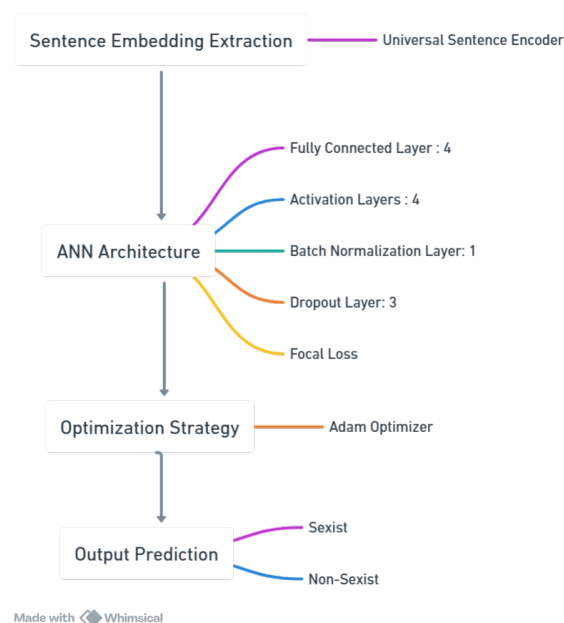 Sentence Embedding Extraction
Universal Sentence Encoder
Fully Connected Layer : 4
Activation Layers : 4
ANN Architecture
Batch Normalization Layer: 1
Dropout Layer: 3
Focal Loss
Optimization Strategy
Adam Optimizer
Output Prediction
Sexist
Non-Sexist
Made with Whimsical